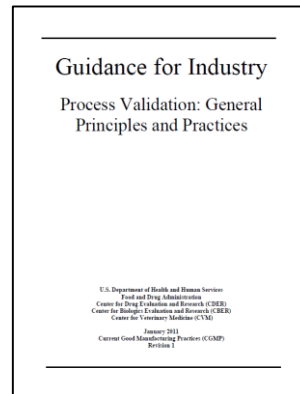 Guidance for Industry
Process Validation: General
Principles and Practices
U.S. Department of Health and Human Services
Food and Drug Administration
Center for Drug Evaluation and Research (CDER)
Center for Biologics Evaluation and Research (CBER)
Center for Veterinary Medicine (CVM)
January 2011
Current Good Manufacturing Practices (CGMP)
Revision 1